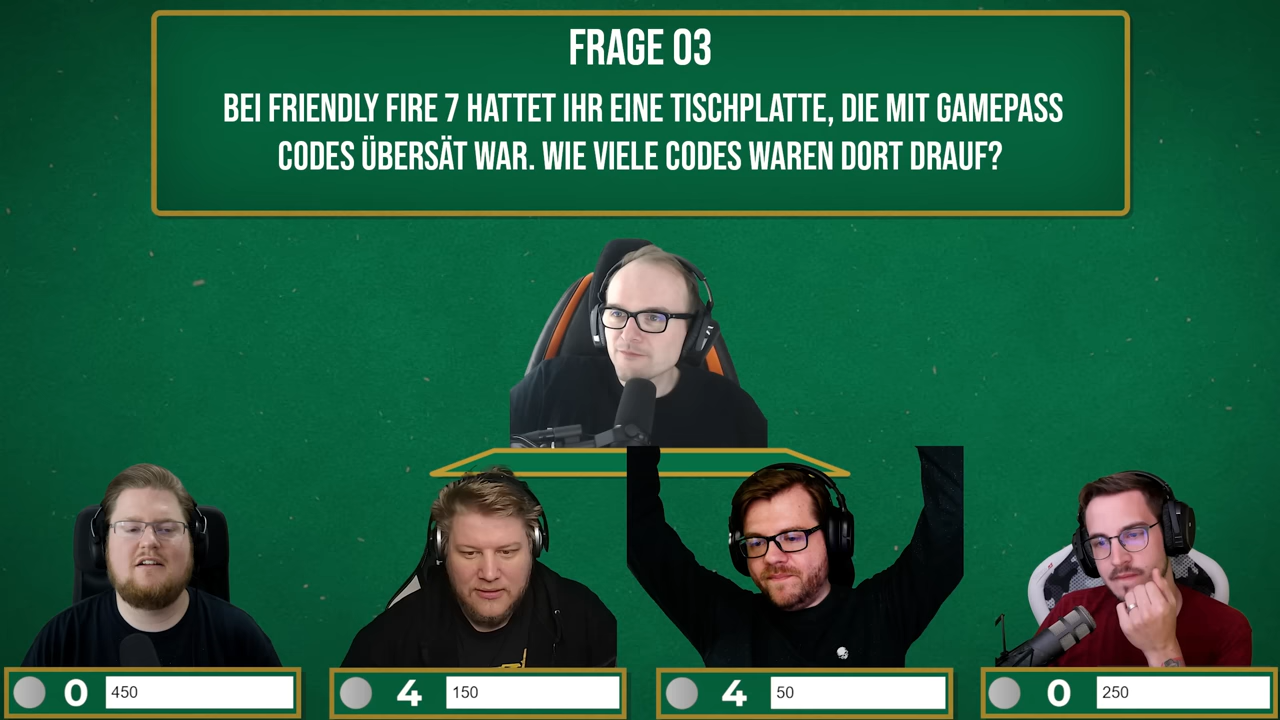 FRAGE 03
BEI FRIENDLY FIRE 7 HATTET IHR EINE TISCHPLATTE, DIE MIT GAMEPASS
CODES ÜBERSÄT WAR. WIE VIELE CODES WAREN DORT DRAUF?
0 450
4 150
4 50
0 250